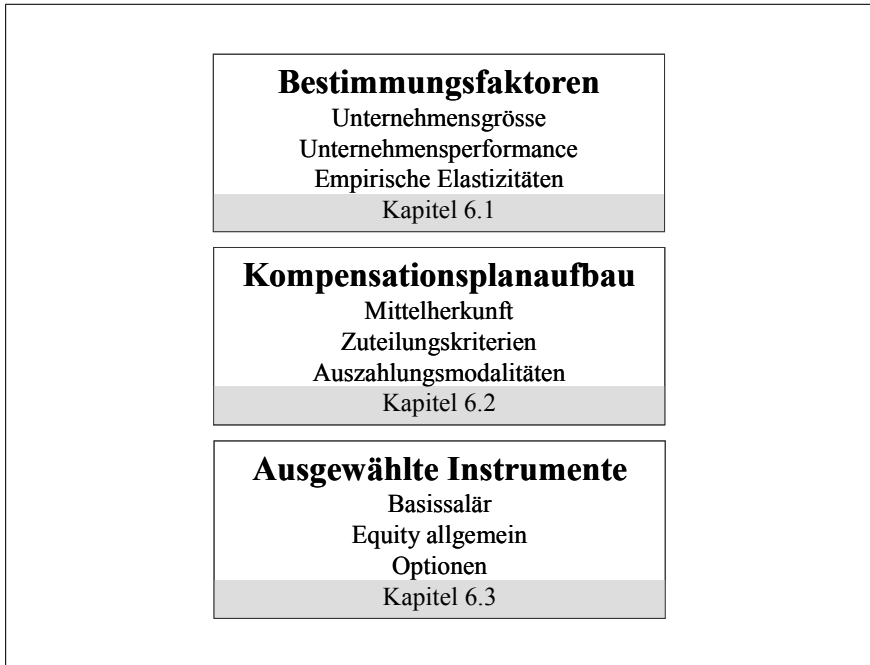 Bestimmungsfaktoren
Unternehmensgrösse
Unternehmensperformance
Empirische Elastizitäten
Kapitel 6.1
Kompensationsplanaufbau
Mittelherkunft
Zuteilungskriterien
Auszahlungsmodalitäten
Kapitel 6.2
Ausgewählte Instrumente
Basissalär
Equity allgemein
Optionen
Kapitel 6.3